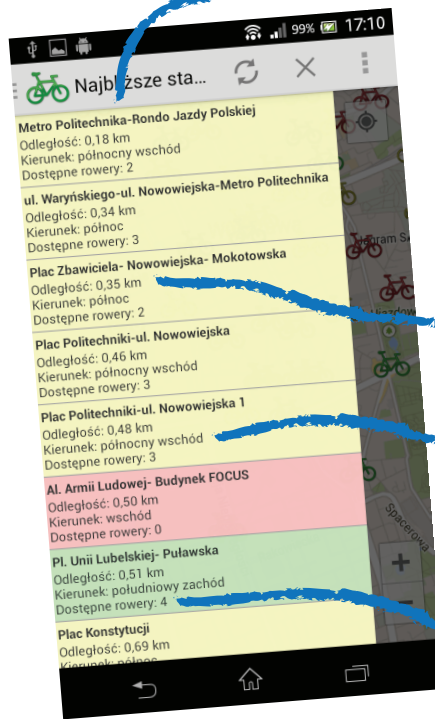 99% 17:10
Najbliższe sta...
Metro Politechnika-Rondo Jazdy Polskiej
Odległość: 0,18 km
Kierunek: północny wschód
Dostępne rowery: 2
ul. Waryńskiego-ul. Nowowiejska-Metro Politechnika
Odległość: 0,34 km
Kierunek: północ
Dostępne rowery: 3
Plac Zbawiciela- Nowowiejska- Mokotowska
Odległość: 0,35 km
Kierunek: północ
Dostępne rowery: 2
Plac Politechniki-ul. Nowowiejska
Odległość: 0,46 km
Kierunek: północny wschód
Dostępne rowery: 3
Plac Politechniki-ul. Nowowiejska 1
Odległość: 0,48 km
Kierunek: północny wschód
Dostępne rowery: 3
Al. Armii Ludowej- Budynek FOCUS
Odległość: 0,50 km
Kierunek: wschód
Dostępne rowery: 0
Pl. Unii Lubelskiej- Puławska
Odległość: 0,51 km
Kierunek: południowy zachód
Dostępne rowery: 4
Plac Konstytucji
Odległość: 0,69 km
Kierunek: północ
Spacerowa
+